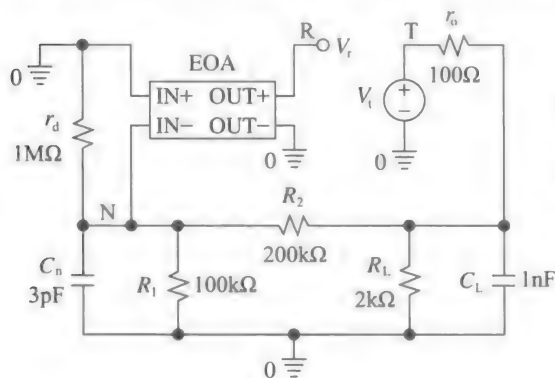 R
V_r
T
r_o
100Ω
EOA
0
IN+ OUT+
IN− OUT−
V_t
+
−
0
0
r_d
1MΩ
N
R_2
200kΩ
C_n
3pF
R_1
100kΩ
R_L
2kΩ
C_L
1nF
0